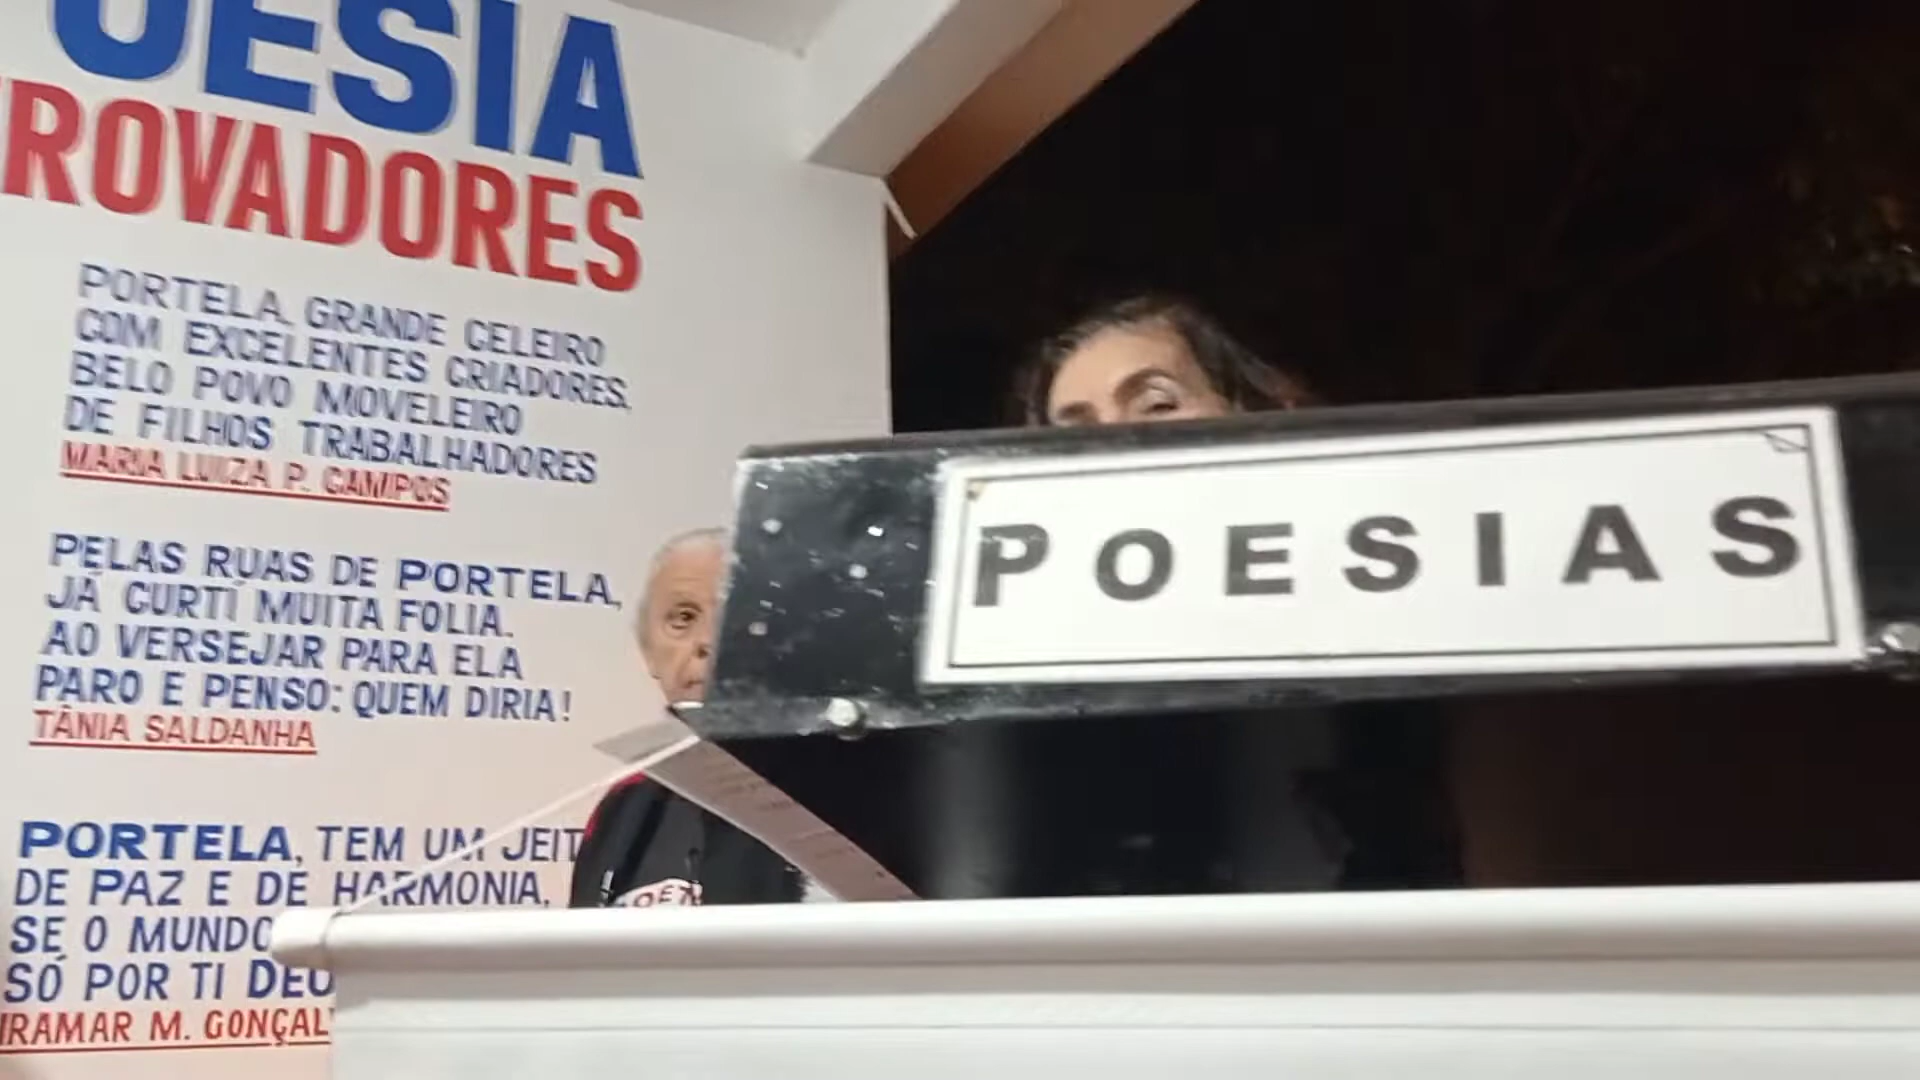 OESIA
TROVADORES
PORTELA, GRANDE CELEIRO
COM EXCELENTES CRIADORES,
BELO POVO MOVELEIRO
DE FILHOS TRABALHADORES
MARIA LUIZA P. CAMPOS
PELAS RUAS DE PORTELA,
JÁ CURTI MUITA FOLIA.
AO VERSEJAR PARA ELA
PARO E PENSO: QUEM DIRIA!
TÂNIA SALDANHA
PORTELA, TEM UM JEIT
DE PAZ E DE HARMONIA,
SE O MUNDO
SÓ POR TI DEU
IRAMAR M. GONÇAL
POESIAS